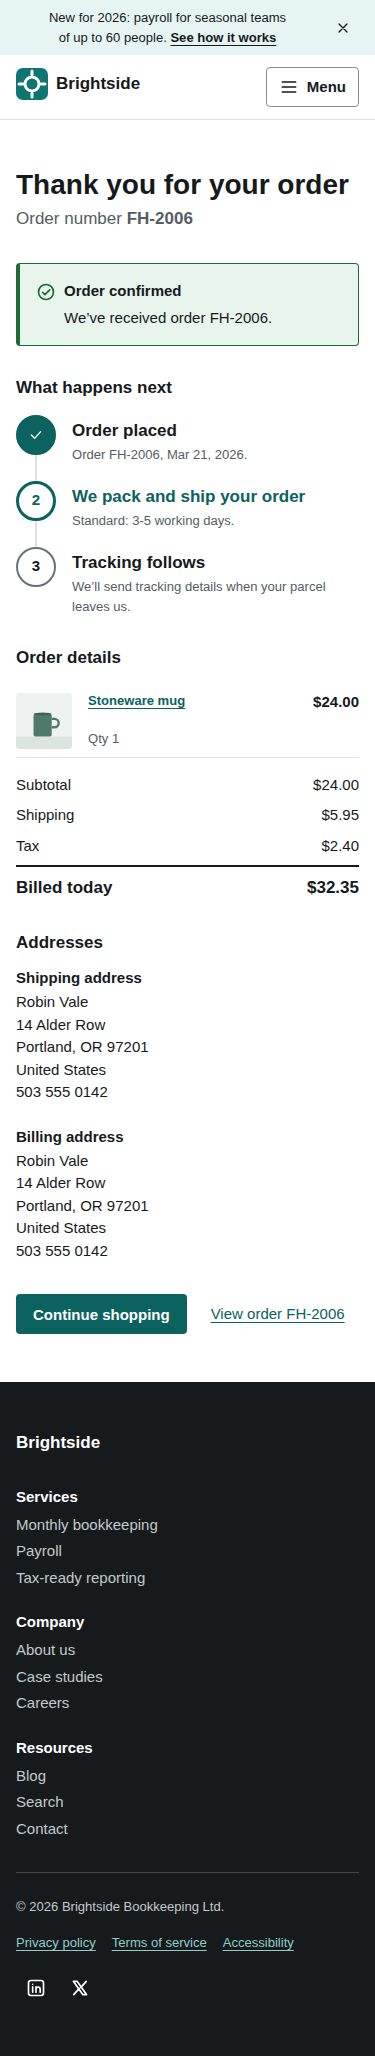 New for 2026: payroll for seasonal teams
of up to 60 people. See how it works
Brightside
Menu
Thank you for your order
Order number FH-2006
Order confirmed
We’ve received order FH-2006.
What happens next
Order placed
Order FH-2006, Mar 21, 2026.
2
We pack and ship your order
Standard: 3-5 working days.
3
Tracking follows
We’ll send tracking details when your parcel
leaves us.
Order details
Stoneware mug $24.00
Qty 1
Subtotal $24.00
Shipping $5.95
Tax $2.40
Billed today $32.35
Addresses
Shipping address
Robin Vale
14 Alder Row
Portland, OR 97201
United States
503 555 0142
Billing address
Robin Vale
14 Alder Row
Portland, OR 97201
United States
503 555 0142
Continue shopping View order FH-2006
Brightside
Services
Monthly bookkeeping
Payroll
Tax-ready reporting
Company
About us
Case studies
Careers
Resources
Blog
Search
Contact
© 2026 Brightside Bookkeeping Ltd.
Privacy policy Terms of service Accessibility